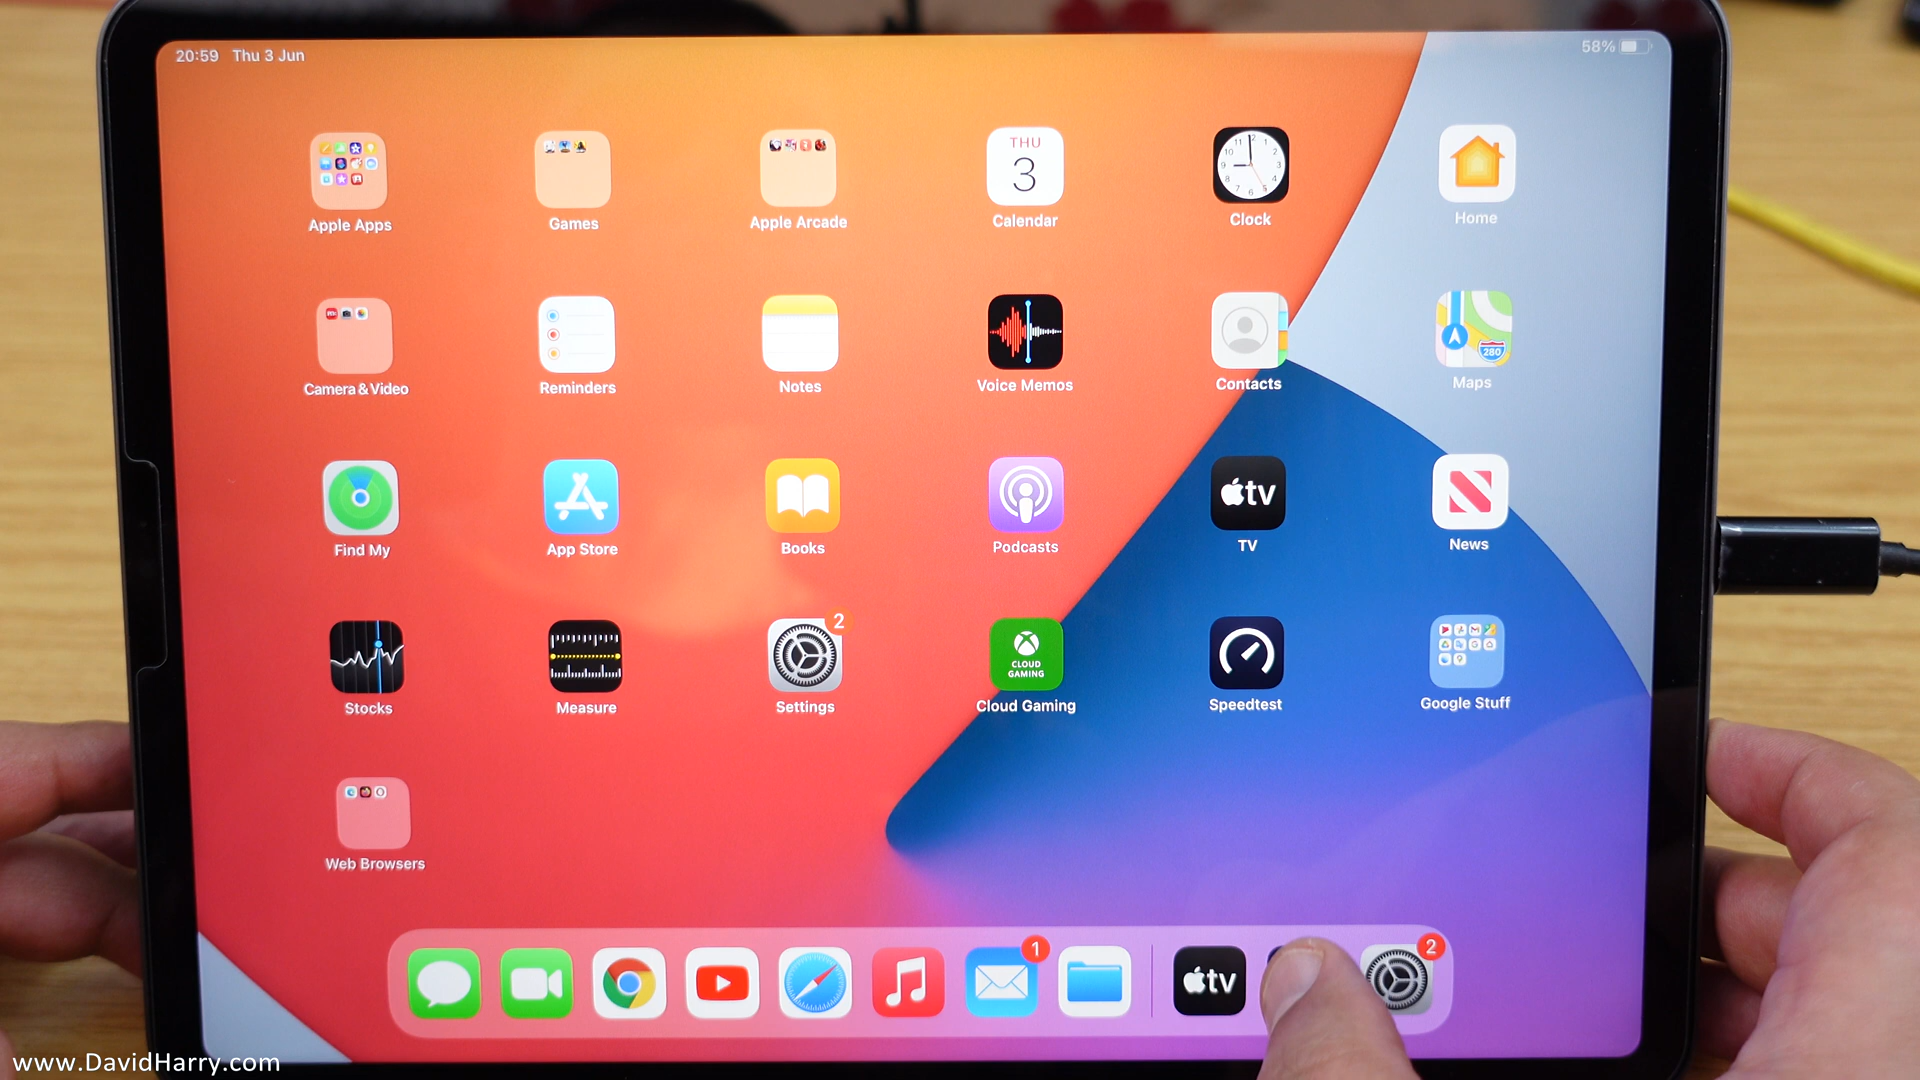 20:59 Thu 3 Jun
58%
THU
3
Apple Apps
Games
Apple Arcade
Calendar
Clock
Home
280
Camera & Video
Reminders
Notes
Voice Memos
Contacts
Maps
tv
Find My
App Store
Books
Podcasts
TV
News
2
CLOUD
GAMING
Stocks
Measure
Settings
Cloud Gaming
Speedtest
Google Stuff
Web Browsers
1
2
tv
www.DavidHarry.com